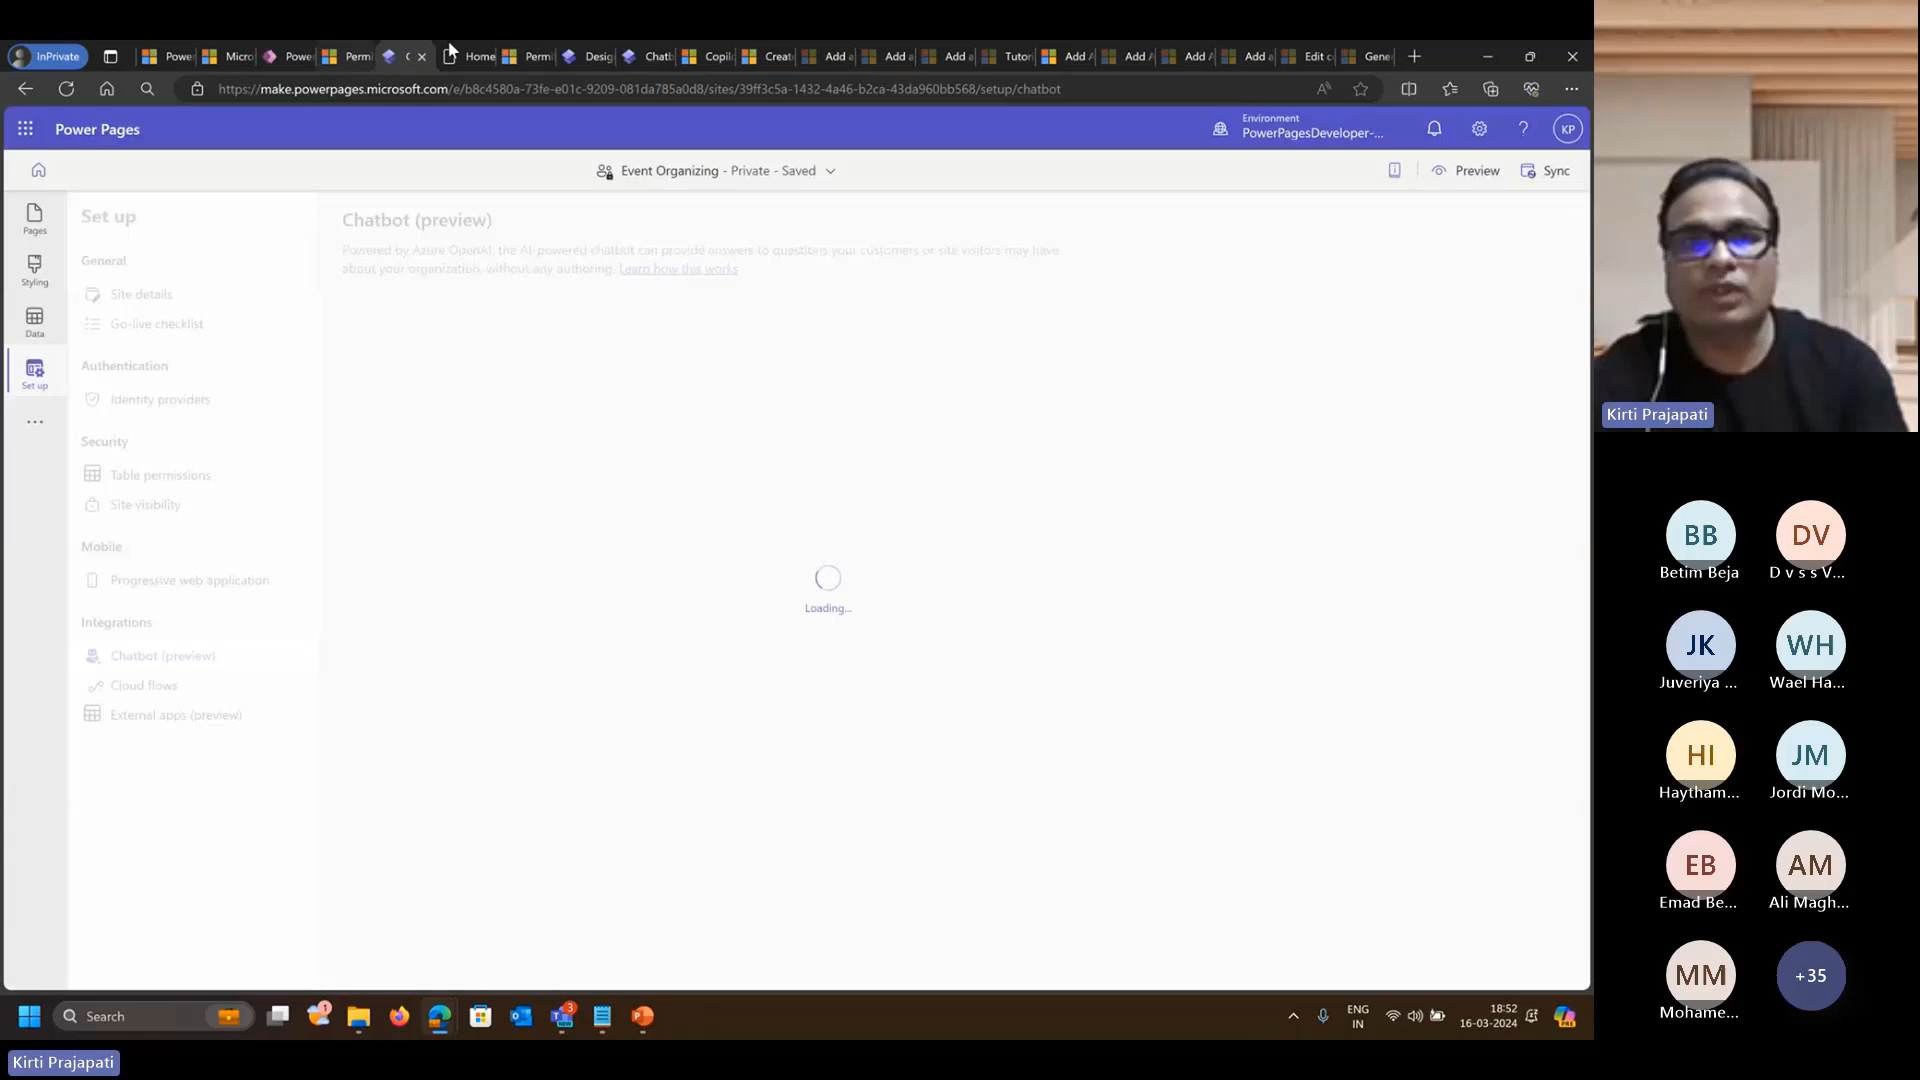 InPrivate
Powe
Micro
Powe
Permi
C
Home
Permi
Desig
Chatb
Copil
Creat
Add a
Add a
Add a
Tutor
Add A
Add A
Add A
Add a
Edit c
Gene
https://make.powerpages.microsoft.com/e/b8c4580a-73fe-e01c-9209-081da785a0d8/sites/39ff3c5a-1432-4a46-b2ca-43da960bb568/setup/chatbot
Power Pages
Environment
PowerPagesDeveloper-...
KP
Event Organizing - Private - Saved
Preview
Sync
Pages
Styling
Data
Set up
Set up
General
Site details
Go-live checklist
Authentication
Identity providers
Security
Table permissions
Site visibility
Mobile
Progressive web application
Integrations
Chatbot (preview)
Cloud flows
External apps (preview)
Chatbot (preview)
Powered by Azure OpenAI, the AI-powered chatbot can provide answers to questions your customers or site visitors may have
about your organization, without any authoring. Learn how this works
Loading...
Kirti Prajapati
BB
Betim Beja
DV
D v s s V...
JK
Juveriya ...
WH
Wael Ha...
HI
Haytham...
JM
Jordi Mo...
EB
Emad Be...
AM
Ali Magh...
MM
Mohame...
+35
Search
1
NEW
3
ENG
IN
18:52
16-03-2024
PRE
Kirti Prajapati